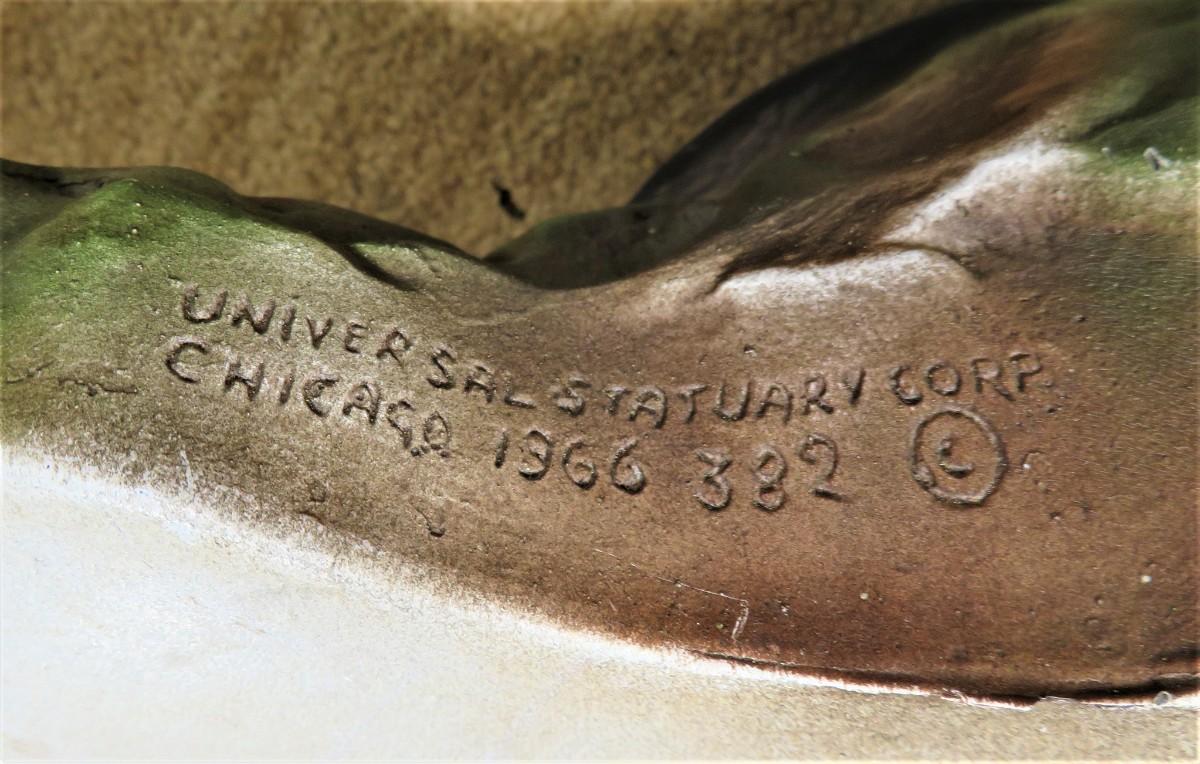 UNIVERSAL STATUARY CORP.
CHICAGO 1966 382 ©